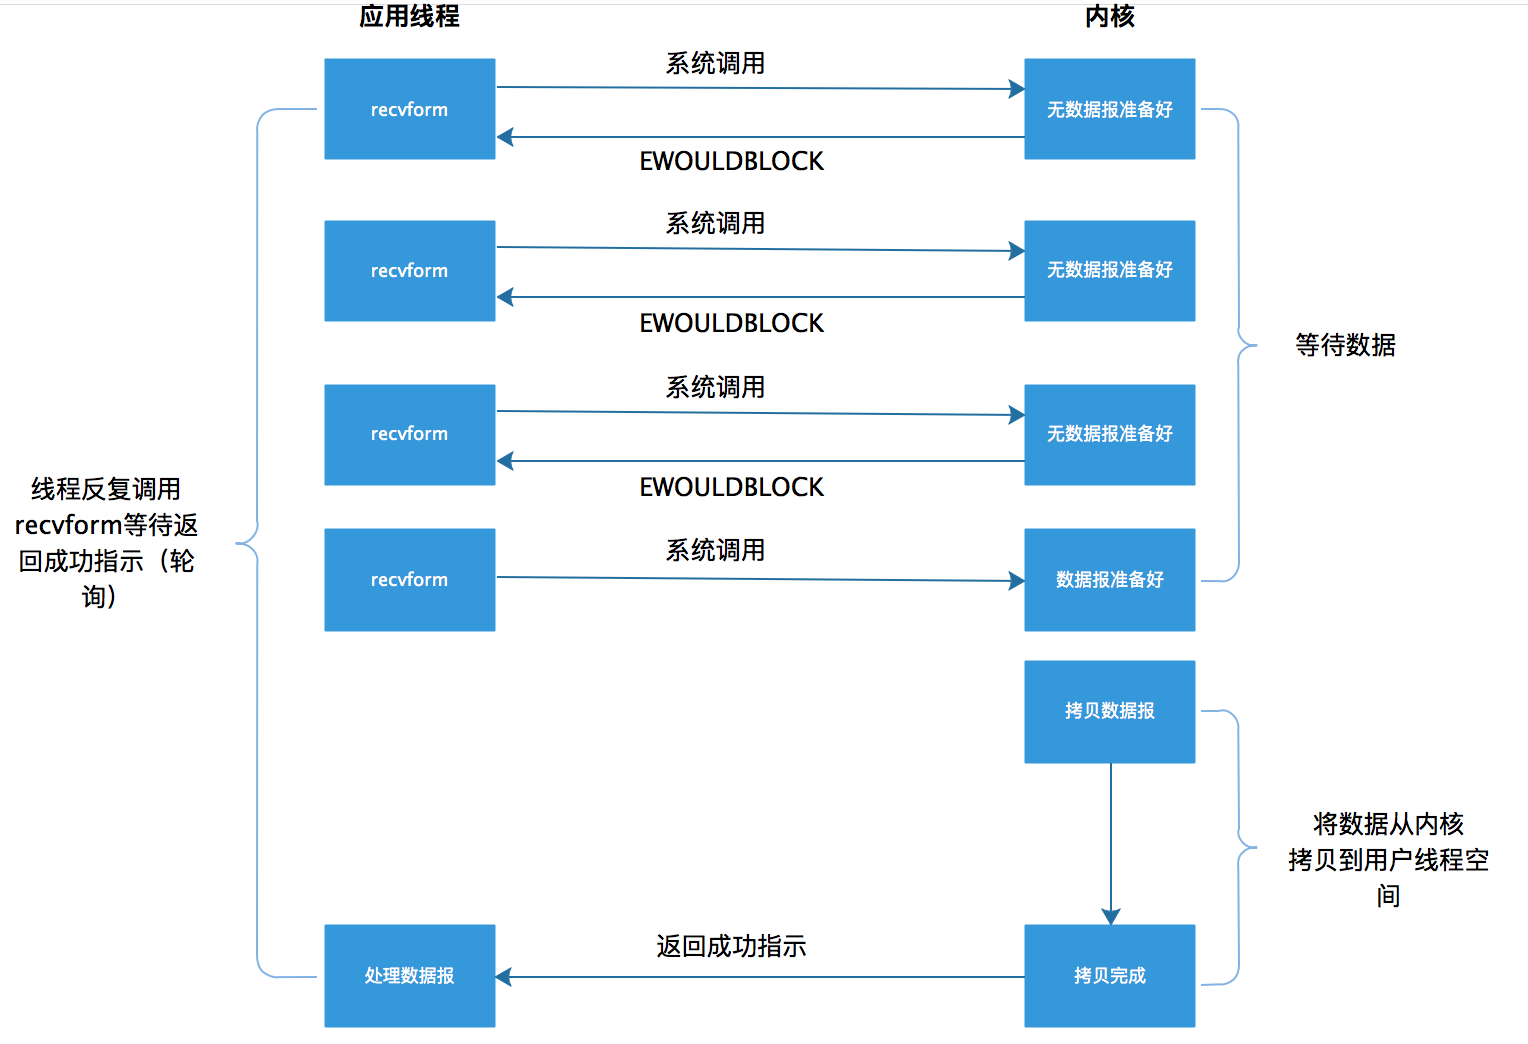 应用线程
内核
系统调用
recvform
无数据报准备好
EWOULDBLOCK
系统调用
recvform
无数据报准备好
EWOULDBLOCK
等待数据
系统调用
recvform
无数据报准备好
EWOULDBLOCK
线程反复调用
recvform等待返
回成功指示（轮
询）
系统调用
recvform
数据报准备好
拷贝数据报
将数据从内核
拷贝到用户线程空
间
返回成功指示
处理数据报
拷贝完成